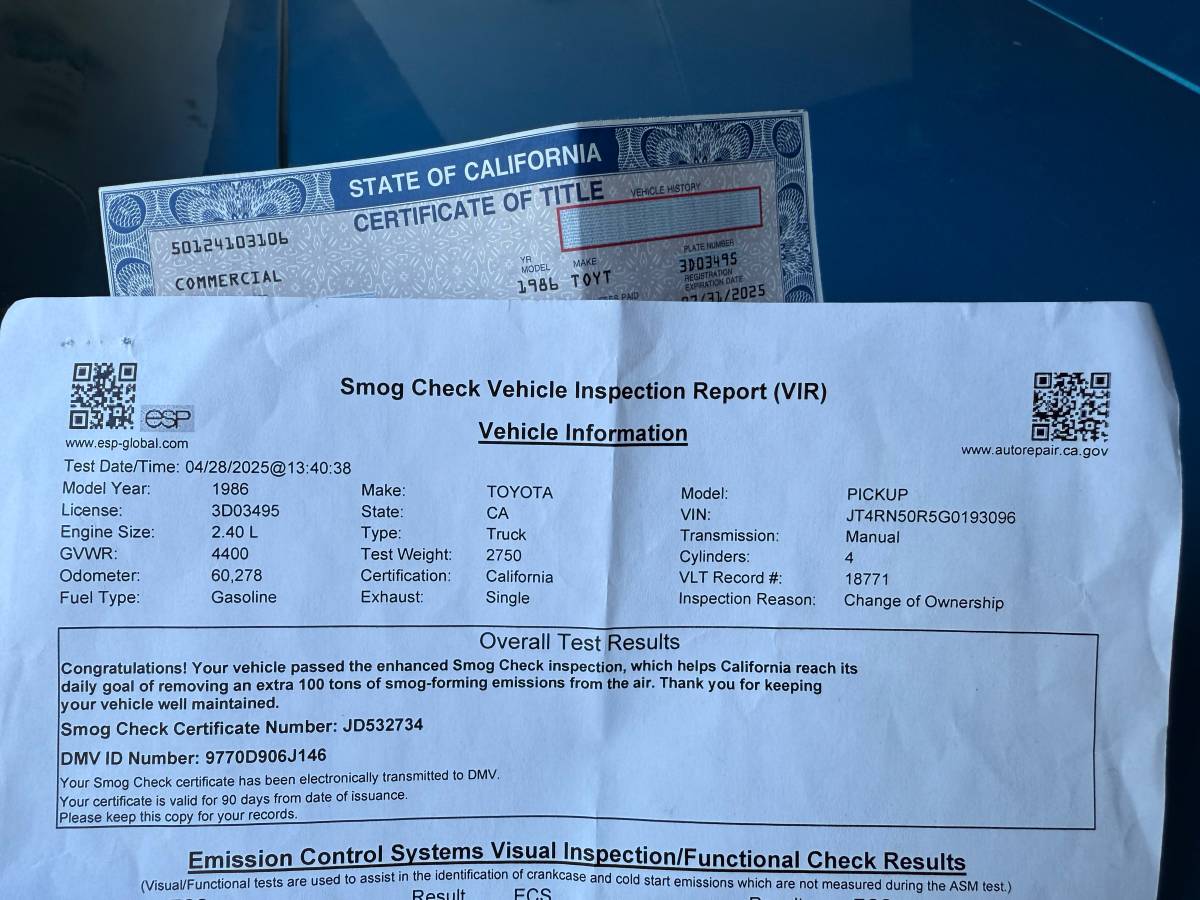 STATE OF CALIFORNIA
CERTIFICATE OF TITLE
VEHICLE HISTORY
50124103106
COMMERCIAL
YR MODEL
1986
MAKE
TOYT
PLATE NUMBER
3D03495
REGISTRATION
EXPIRATION DATE
07/31/2025
Smog Check Vehicle Inspection Report (VIR)
esp
www.esp-global.com
Vehicle Information
www.autorepair.ca.gov
Test Date/Time: 04/28/2025@13:40:38
Model Year: 1986 Make: TOYOTA Model: PICKUP
License: 3D03495 State: CA VIN: JT4RN50R5G0193096
Engine Size: 2.40 L Type: Truck Transmission: Manual
GVWR: 4400 Test Weight: 2750 Cylinders: 4
Odometer: 60,278 Certification: California VLT Record #: 18771
Fuel Type: Gasoline Exhaust: Single Inspection Reason: Change of Ownership
Overall Test Results
Congratulations! Your vehicle passed the enhanced Smog Check inspection, which helps California reach its
daily goal of removing an extra 100 tons of smog-forming emissions from the air. Thank you for keeping
your vehicle well maintained.
Smog Check Certificate Number: JD532734
DMV ID Number: 9770D906J146
Your Smog Check certificate has been electronically transmitted to DMV.
Your certificate is valid for 90 days from date of issuance.
Please keep this copy for your records.
Emission Control Systems Visual Inspection/Functional Check Results
(Visual/Functional tests are used to assist in the identification of crankcase and cold start emissions which are not measured during the ASM test.)
Result ECS